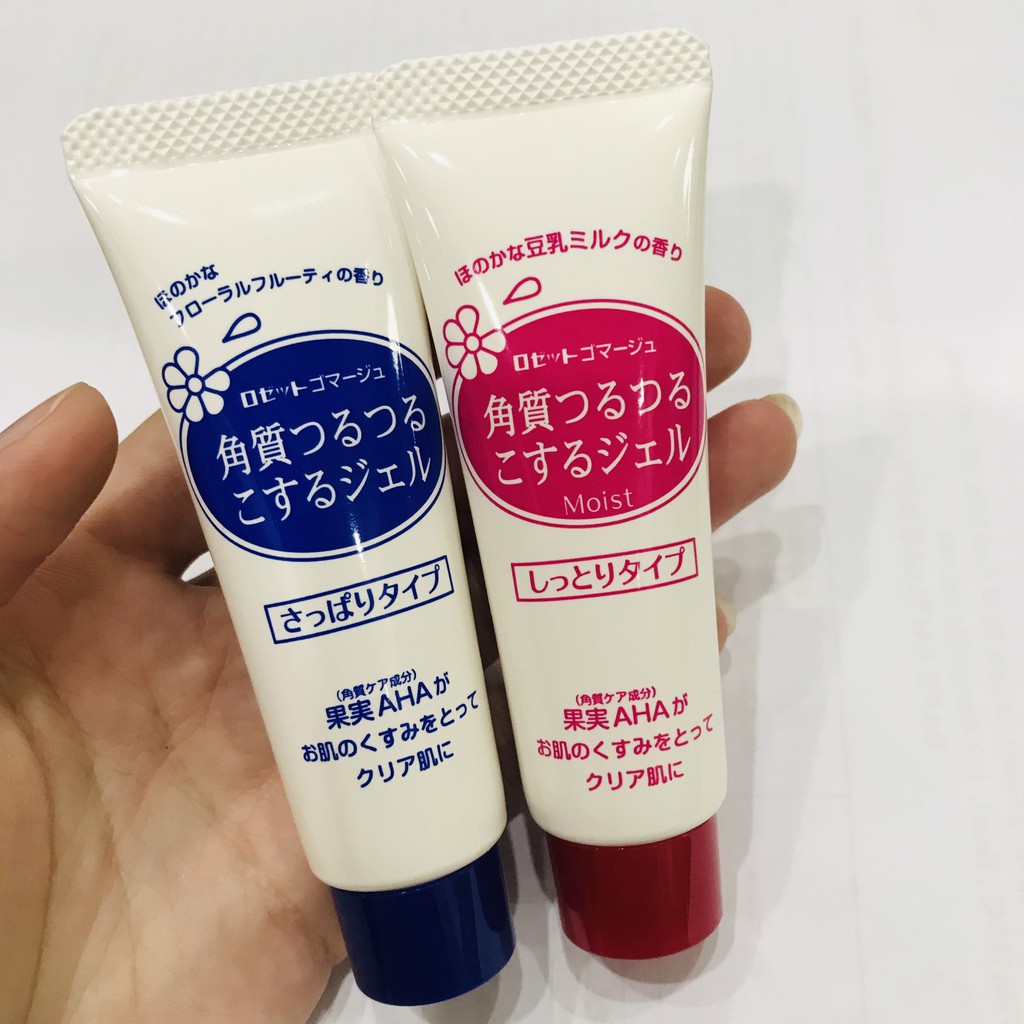 ほのかな
フローラルフルーティの香り
ロゼットゴマージュ
角質つるつる
こするジェル
さっぱりタイプ
(角質ケア成分)
果実AHAが
お肌のくすみをとって
クリア肌に
ほのかな豆乳ミルクの香り
ロゼットゴマージュ
角質つるつる
こするジェル
Moist
しっとりタイプ
(角質ケア成分)
果実AHAが
お肌のくすみをとって
クリア肌に